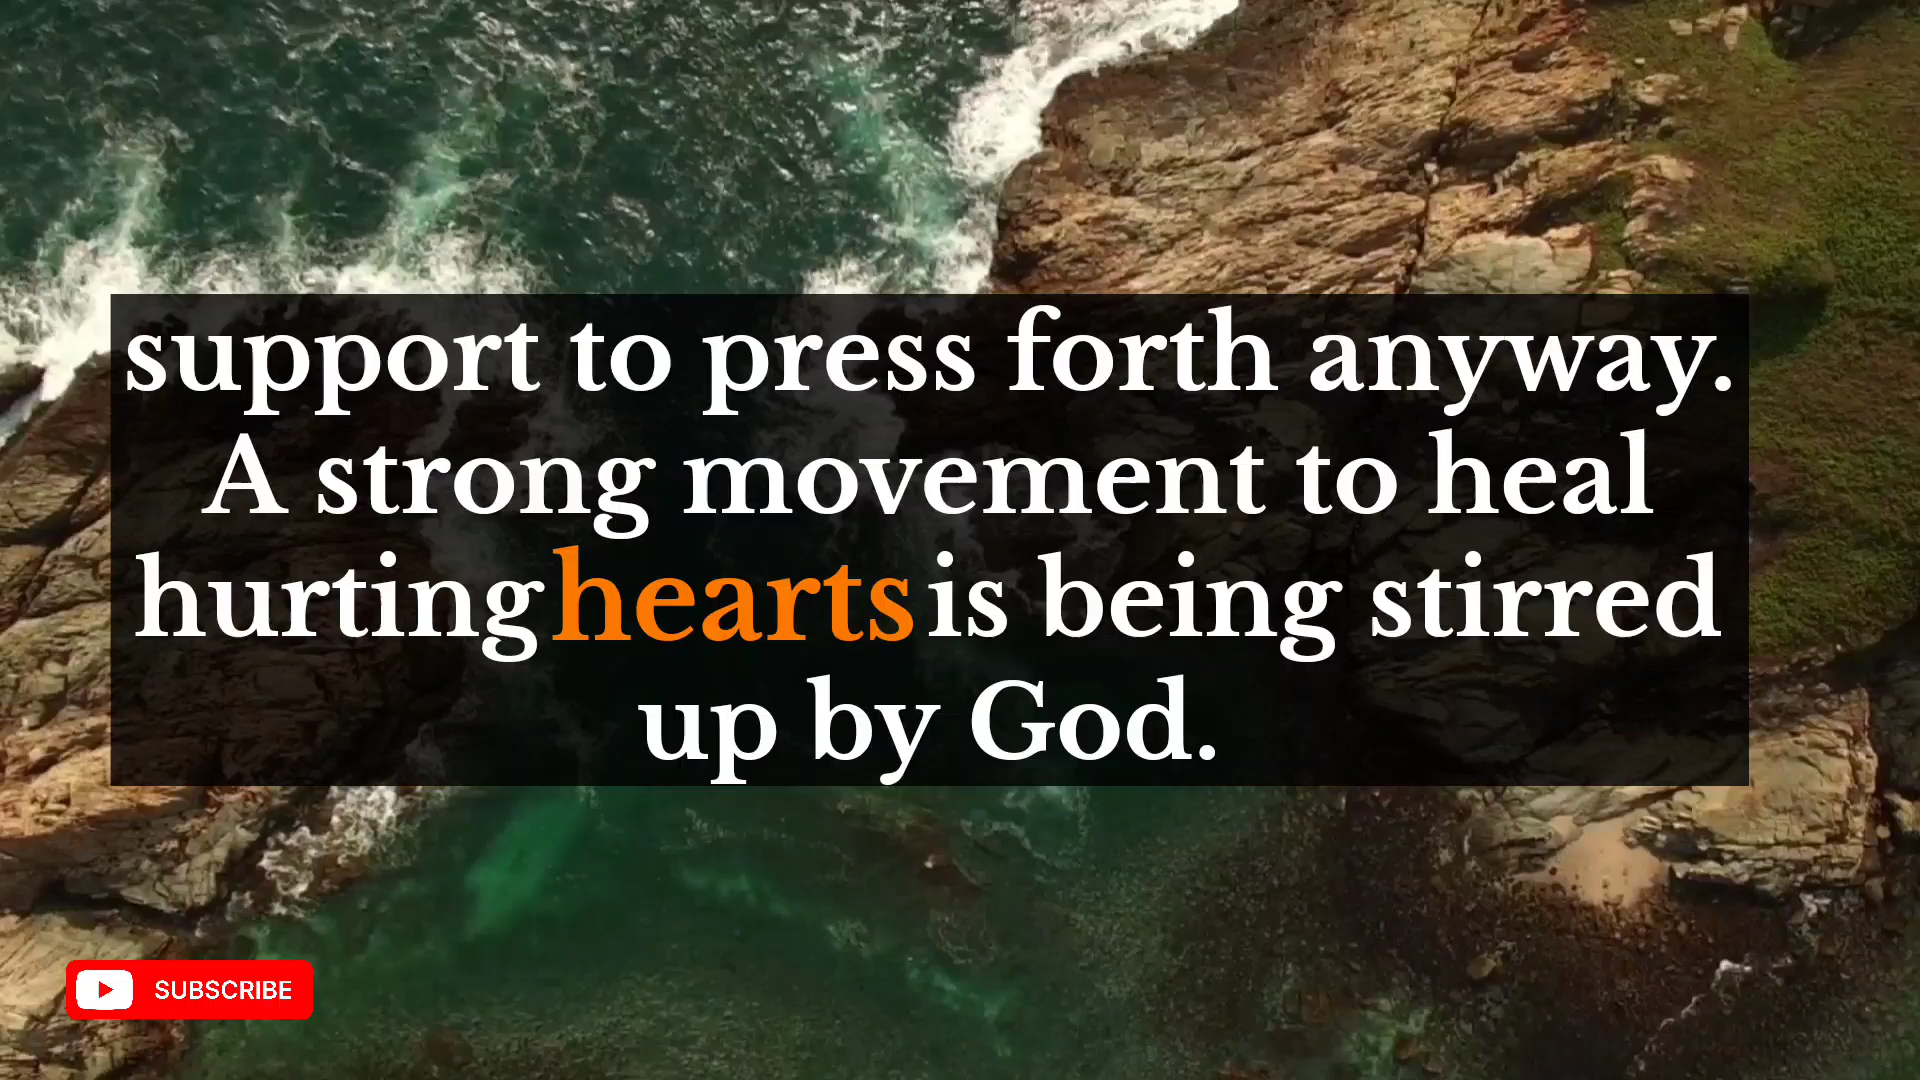 support to press forth anyway.
A strong movement to heal
hurting hearts is being stirred
up by God.
SUBSCRIBE